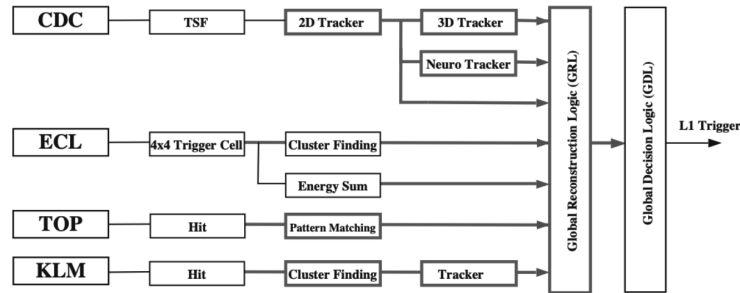 CDC
TSF
2D Tracker
3D Tracker
Neuro Tracker
ECL
4x4 Trigger Cell
Cluster Finding
Energy Sum
TOP
Hit
Pattern Matching
KLM
Hit
Cluster Finding
Tracker
Global Reconstruction Logic (GRL)
Global Decision Logic (GDL)
L1 Trigger